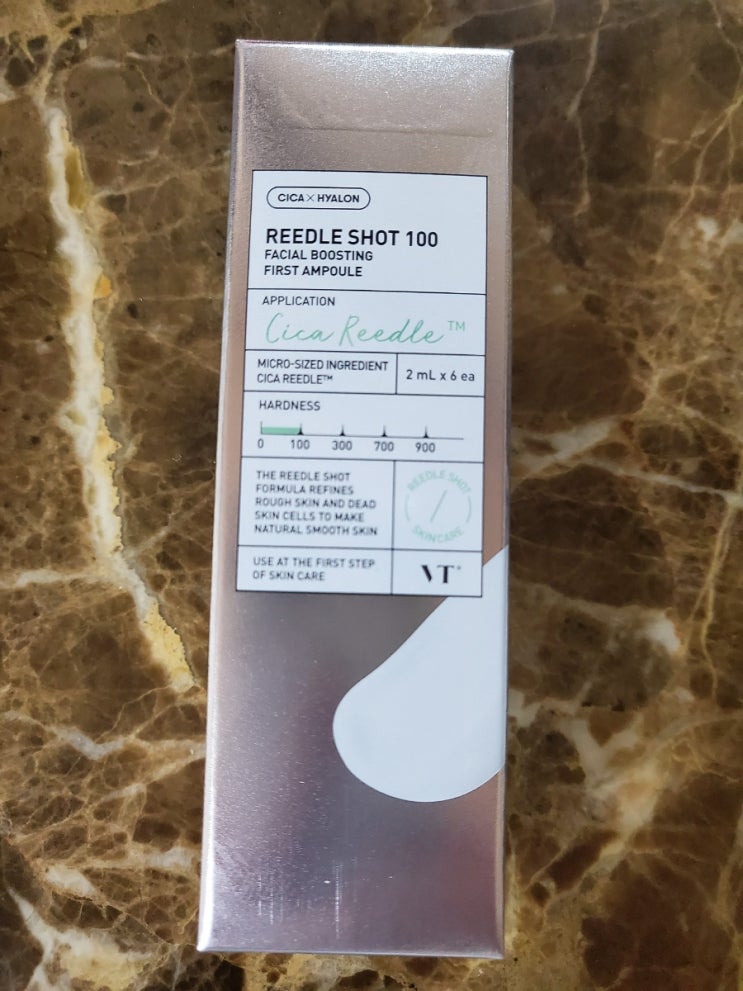 CICA × HYALON
REEDLE SHOT 100
FACIAL BOOSTING
FIRST AMPOULE
APPLICATION
Cica Reedle™
MICRO-SIZED INGREDIENT
CICA REEDLE™
2 mL x 6 ea
HARDNESS
0 100 300 700 900
THE REEDLE SHOT
FORMULA REFINES
ROUGH SKIN AND DEAD
SKIN CELLS TO MAKE
NATURAL SMOOTH SKIN
REEDLE SHOT
SKINCARE
USE AT THE FIRST STEP
OF SKIN CARE
VT